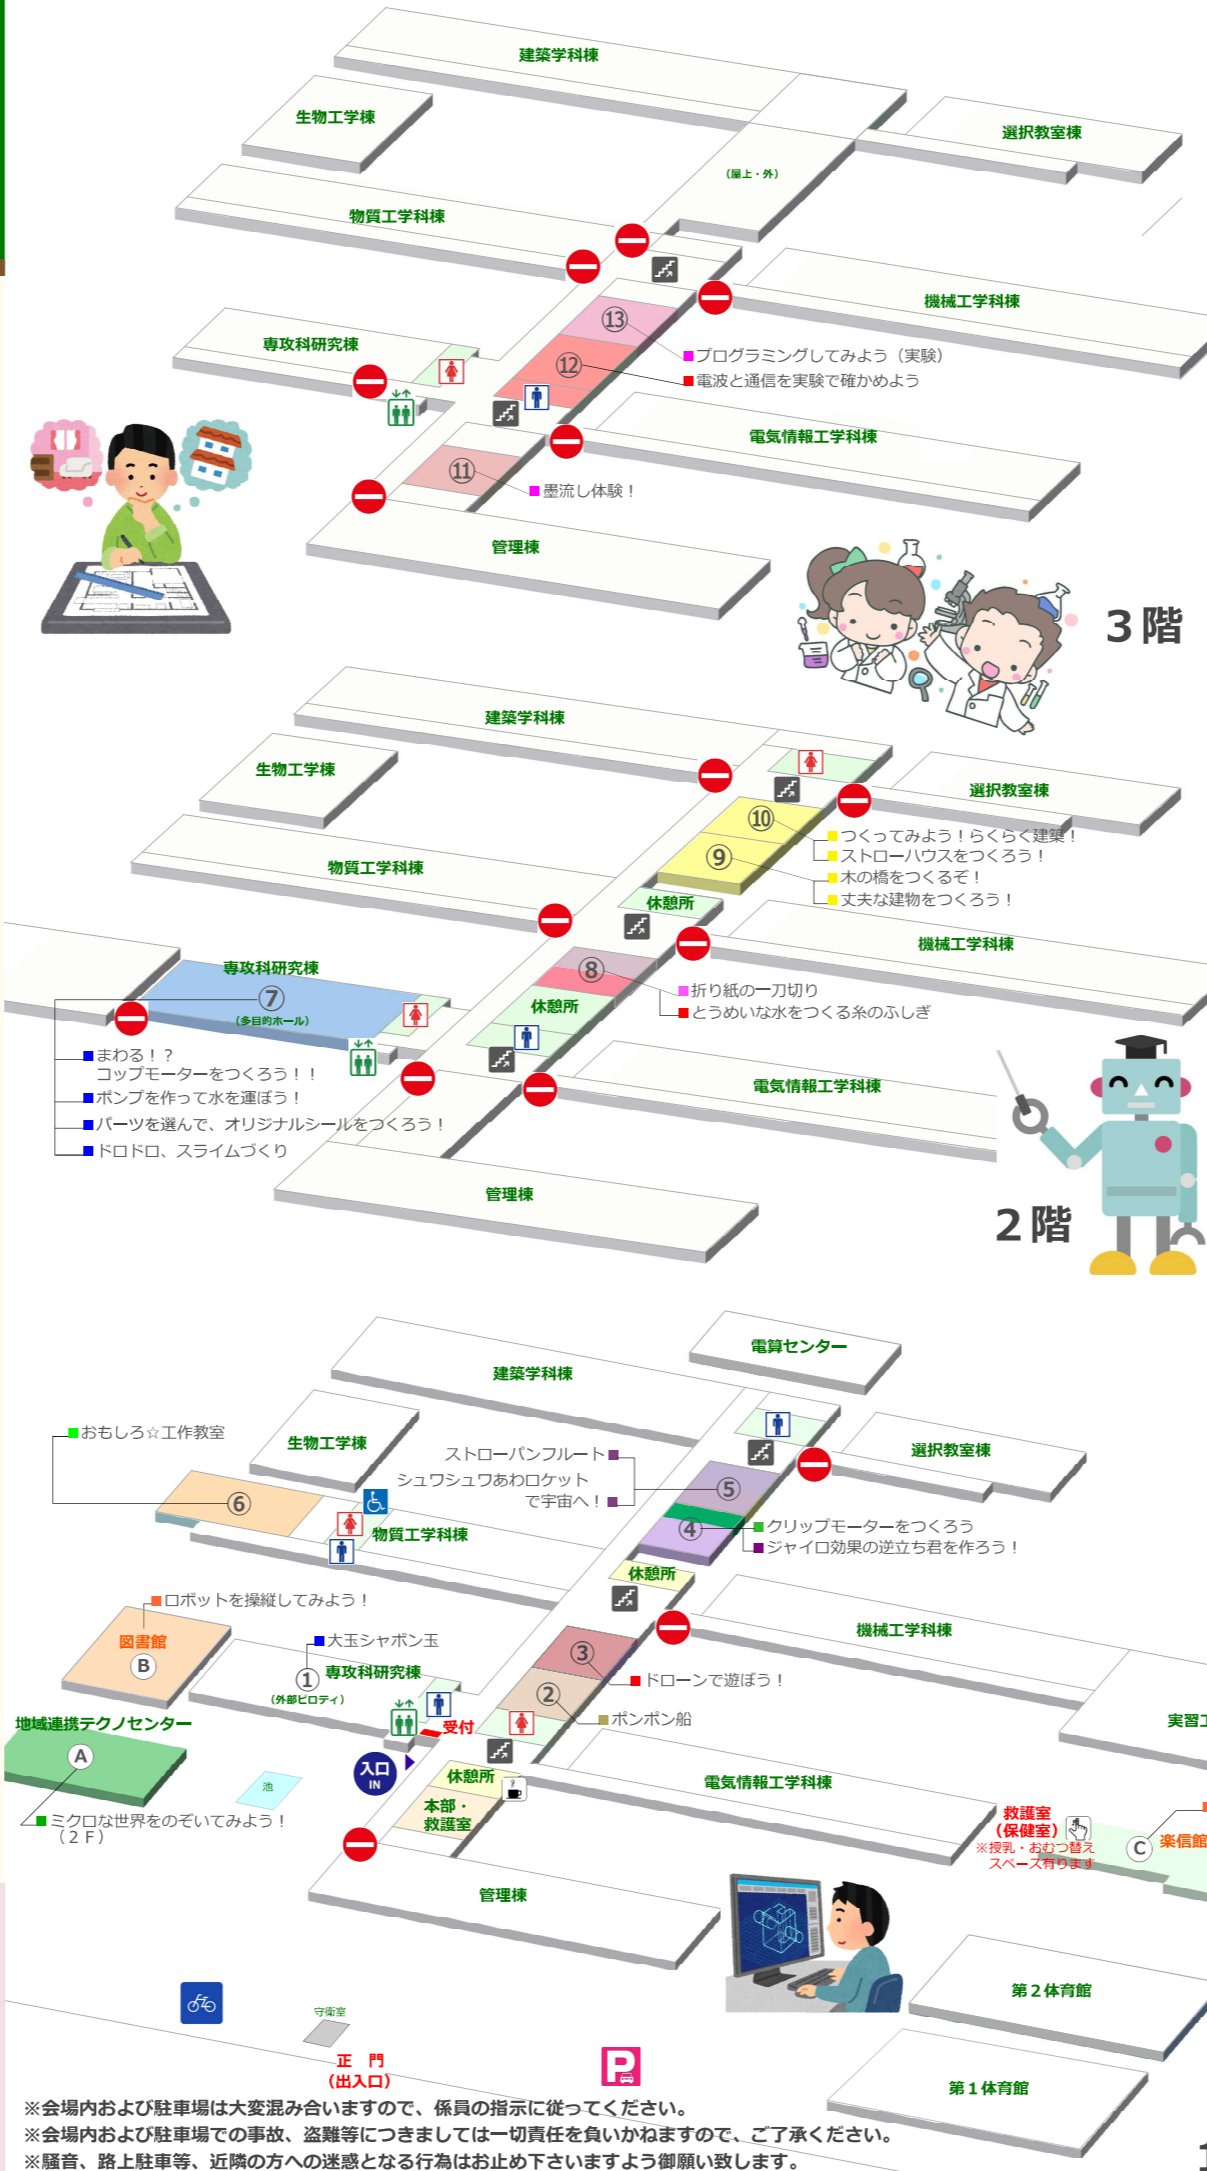 建築学科棟
生物工学棟
選択教室棟
（屋上・外）
物質工学科棟
機械工学科棟
⑬
専攻科研究棟
■プログラミングしてみよう（実験）
⑫
■電波と通信を実験で確かめよう
電気情報工学科棟
⑪
■墨流し体験！
管理棟
３階
建築学科棟
生物工学棟
選択教室棟
⑩
■つくってみよう！らくらく建築！
■ストローハウスをつくろう！
⑨
■木の橋をつくるぞ！
■丈夫な建物をつくろう！
物質工学科棟
休憩所
機械工学科棟
専攻科研究棟
⑦
（多目的ホール）
⑧
■折り紙の一刀切り
■とうめいな水をつくる糸のふしぎ
休憩所
■まわる！？
コップモーターをつくろう！！
■ポンプを作って水を運ぼう！
■パーツを選んで、オリジナルシールをつくろう！
■ドロドロ、スライムづくり
電気情報工学科棟
管理棟
２階
電算センター
建築学科棟
■おもしろ☆工作教室
生物工学棟
選択教室棟
ストローパンフルート■
シュワシュワあわロケット
で宇宙へ！■
⑤
⑥
④
■クリップモーターをつくろう
■ジャイロ効果の逆立ち君を作ろう！
物質工学科棟
休憩所
■ロボットを操縦してみよう！
図書館
B
機械工学科棟
■大玉シャボン玉
①
専攻科研究棟
（外部ピロティ）
③
■ドローンで遊ぼう！
②
■ポンポン船
受付
地域連携テクノセンター
A
入口
IN
池
休憩所
電気情報工学科棟
実習工
本部・
救護室
■ミクロな世界をのぞいてみよう！
（２Ｆ）
救護室
（保健室）
※授乳・おむつ替え
スペース有ります
C
楽信館
管理棟
第２体育館
守衛室
正　門
（出入口）
P
第１体育館
※会場内および駐車場は大変混み合いますので、係員の指示に従ってください。
※会場内および駐車場での事故、盗難等につきましては一切責任を負いかねますので、ご了承ください。
※騒音、路上駐車等、近隣の方への迷惑となる行為はお止め下さいますよう御願い致します。